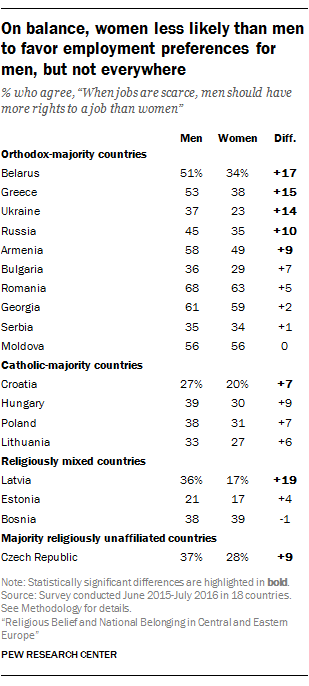 On balance, women less likely than men
to favor employment preferences for
men, but not everywhere
% who agree, “When jobs are scarce, men should have
more rights to a job than women”
Men Women Diff.
Orthodox-majority countries
Belarus 51% 34% +17
Greece 53 38 +15
Ukraine 37 23 +14
Russia 45 35 +10
Armenia 58 49 +9
Bulgaria 36 29 +7
Romania 68 63 +5
Georgia 61 59 +2
Serbia 35 34 +1
Moldova 56 56 0
Catholic-majority countries
Croatia 27% 20% +7
Hungary 39 30 +9
Poland 38 31 +7
Lithuania 33 27 +6
Religiously mixed countries
Latvia 36% 17% +19
Estonia 21 17 +4
Bosnia 38 39 -1
Majority religiously unaffiliated countries
Czech Republic 37% 28% +9
Note: Statistically significant differences are highlighted in bold.
Source: Survey conducted June 2015-July 2016 in 18 countries.
See Methodology for details.
“Religious Belief and National Belonging in Central and Eastern
Europe”
PEW RESEARCH CENTER